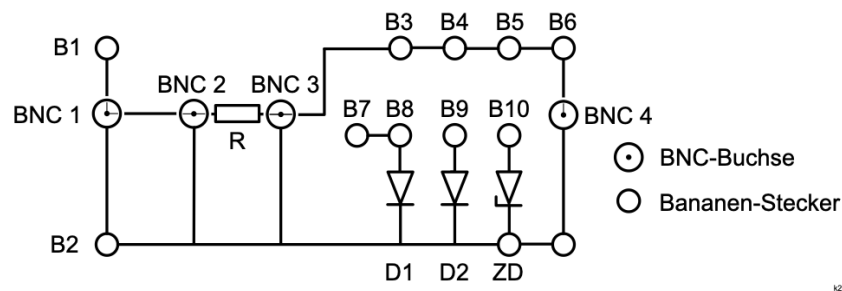 B3 B4 B5 B6
B1
BNC 2 BNC 3
BNC 1
B7 B8 B9 B10
BNC 4
R
BNC-Buchse
Bananen-Stecker
B2
D1 D2 ZD
k2